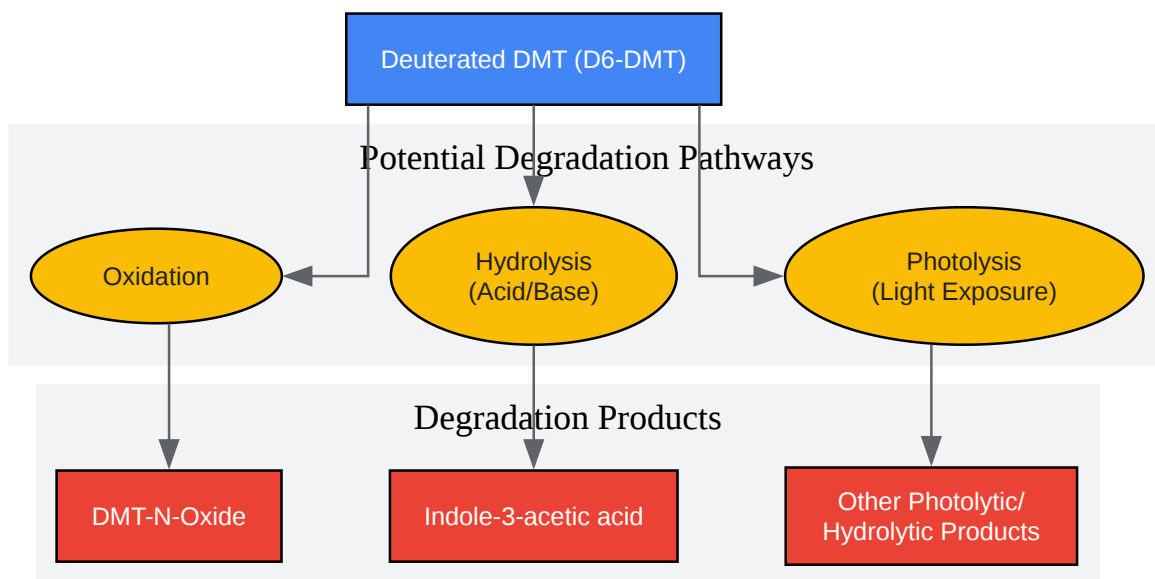 Deuterated DMT (D6-DMT)
Potential Degradation Pathways
Oxidation
Hydrolysis
(Acid/Base)
Photolysis
(Light Exposure)
Degradation Products
DMT-N-Oxide
Indole-3-acetic acid
Other Photolytic/
Hydrolytic Products